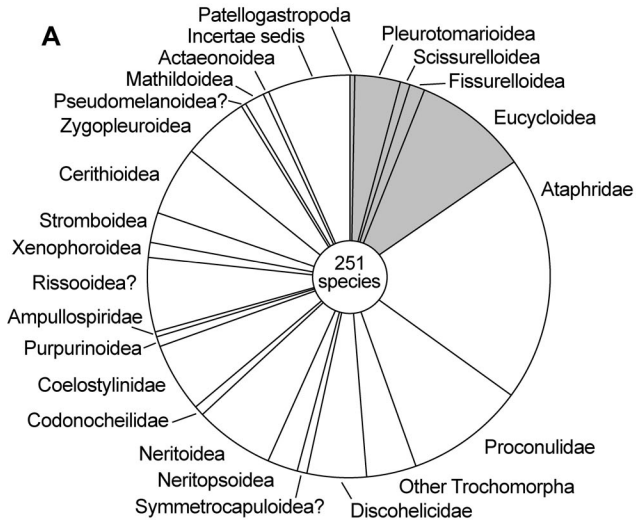 A
Patellogastropoda
Incertae sedis
Actaeonoidea
Mathildoidea
Pseudomelanoidea?
Zygopleuroidea
Cerithioidea
Stromboidea
Xenophoroidea
Rissooidea?
Ampullospiridae
Purpurinoidea
Coelostylinidae
Codonocheilidae
Neritoidea
Neritopsoidea
Symmetrocapuloidea?
Discohelicidae
Other Trochomorpha
Proconulidae
Ataphridae
Eucycloidea
Fissurelloidea
Scissurelloidea
Pleurotomarioidea
251
species